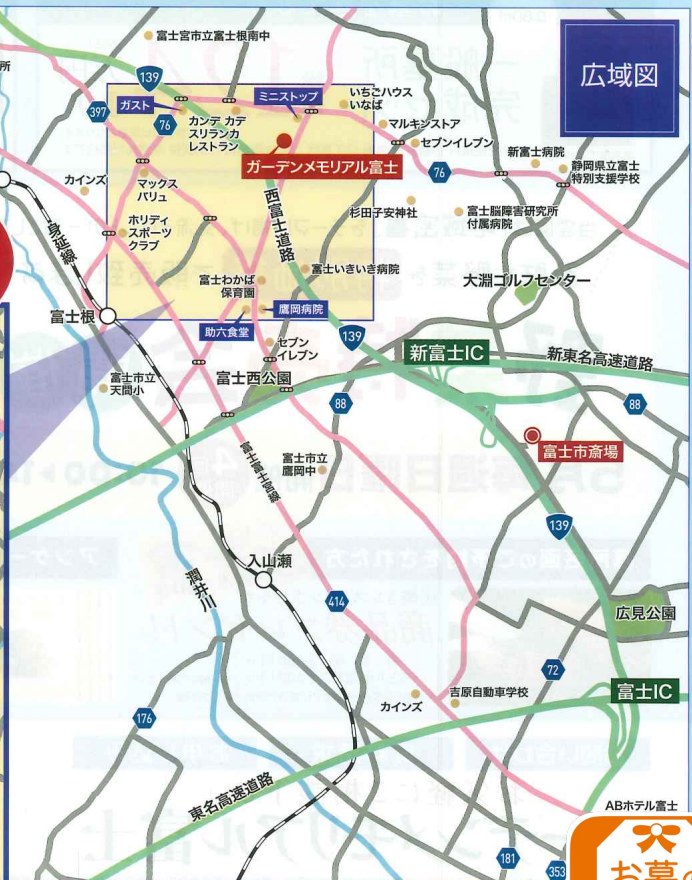 富士宮市立富士根南中
広域図
所
139
397
ガスト
76
カンデ カデ
スリランカ
レストラン
ミニストップ
いちごハウス
いなば
マルキンストア
セブンイレブン
ガーデンメモリアル富士
76
新富士病院
静岡県立富士
特別支援学校
カインズ
マックス
バリュ
西富士道路
杉田子安神社
富士脳障害研究所
付属病院
身延線
ホリディ
スポーツ
クラブ
富士わかば
保育園
富士いきいき病院
大淵ゴルフセンター
富士根
鷹岡病院
助六食堂
139
セブン
イレブン
新富士IC
新東名高速道路
富士市立
天間小
富士西公園
88
88
富士富士宮線
富士市立
鷹岡中
富士市斎場
139
入山瀬
潤井川
414
広見公園
72
富士IC
176
カインズ
吉原自動車学校
東名高速道路
ABホテル富士
181
353
お墓の